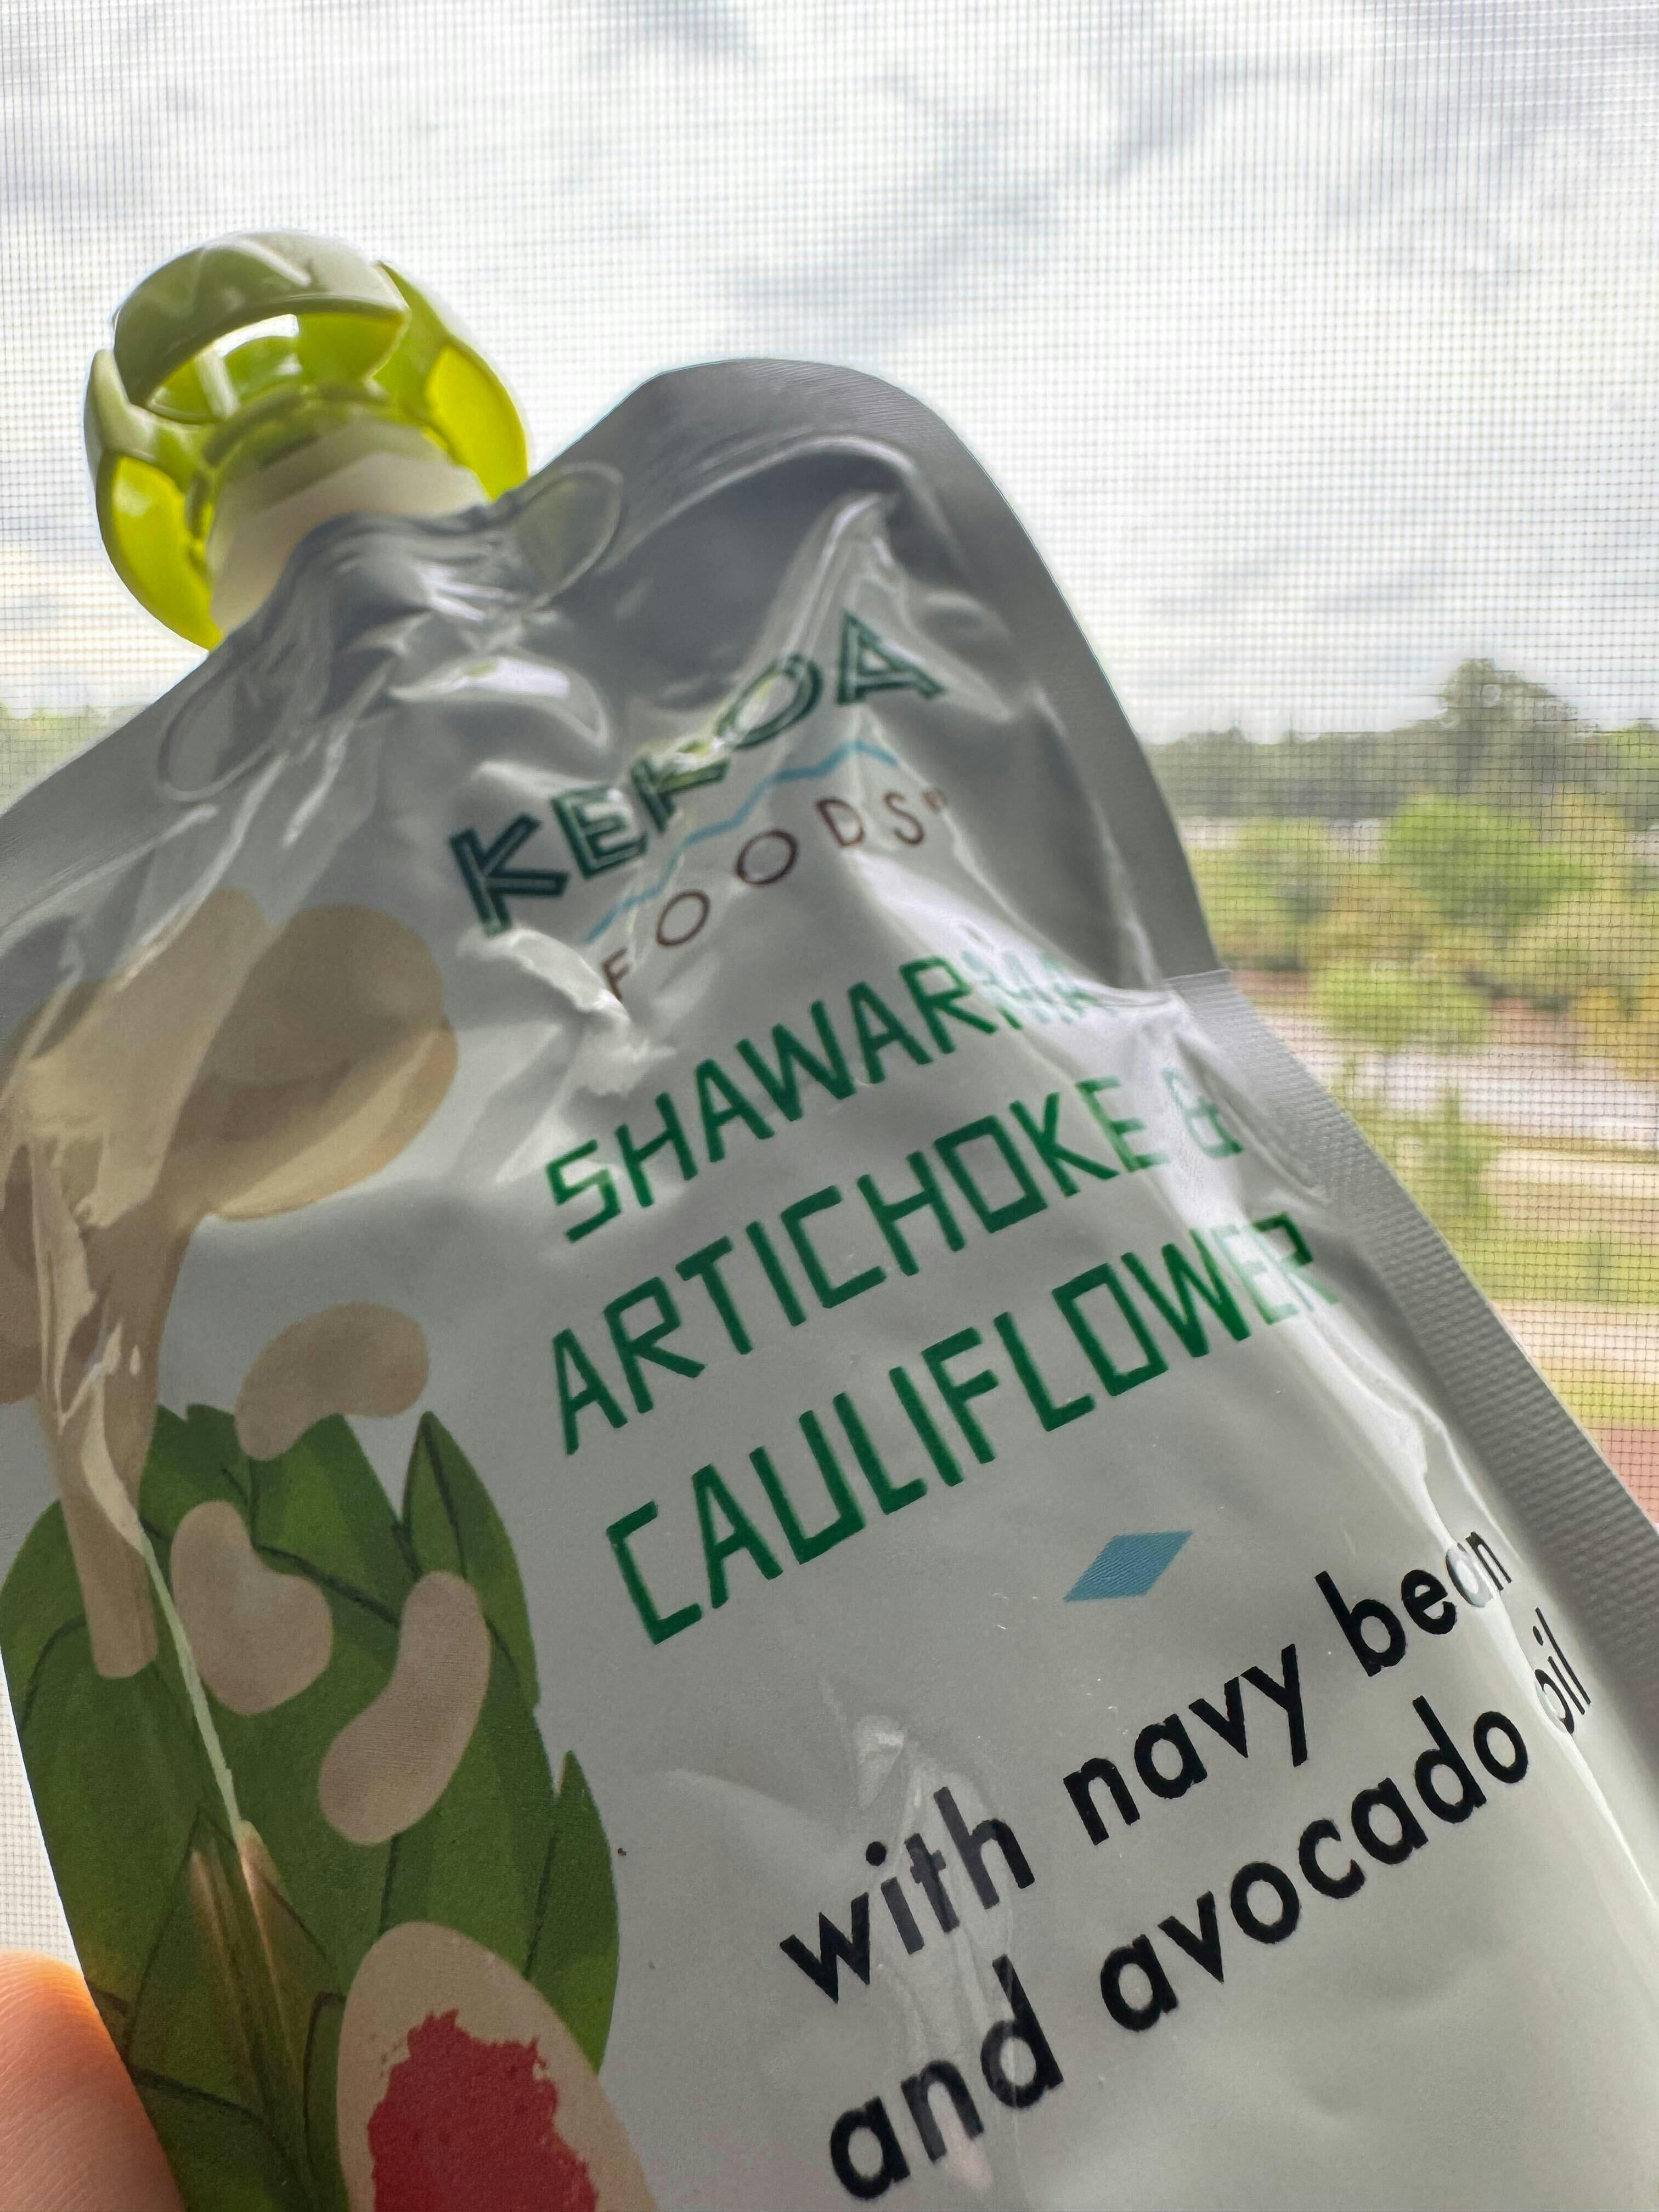 KEKOA
FOODS®
SHAWARMA
ARTICHOKE &
CAULIFLOWER
with navy bean
and avocado oil